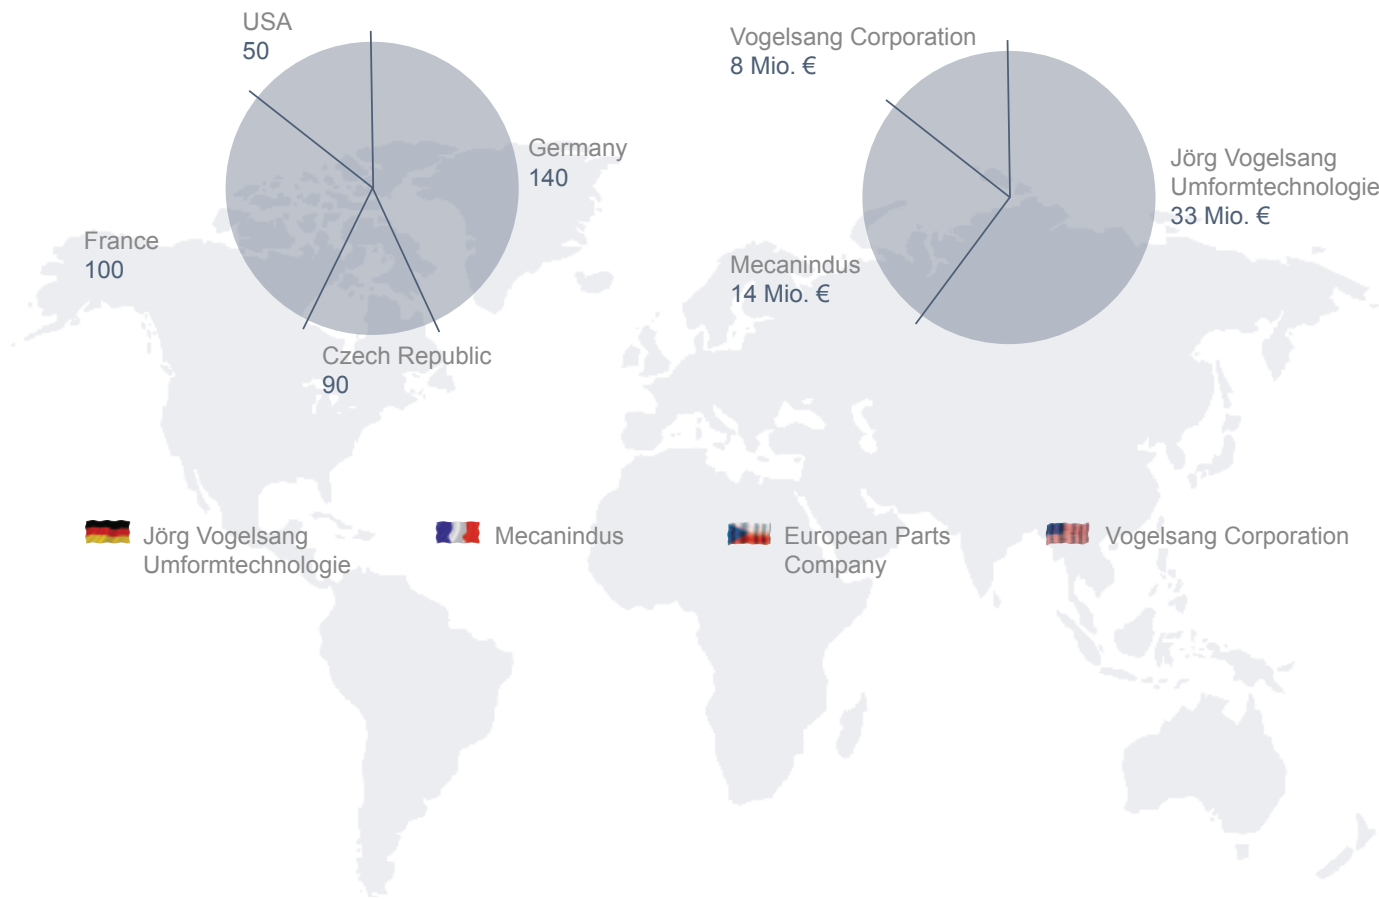 USA
50
Germany
140
France
100
Czech Republic
90
Vogelsang Corporation
8 Mio. €
Jörg Vogelsang
Umformtechnologie
33 Mio. €
Mecanindus
14 Mio. €
Jörg Vogelsang
Umformtechnologie
Mecanindus
European Parts
Company
Vogelsang Corporation